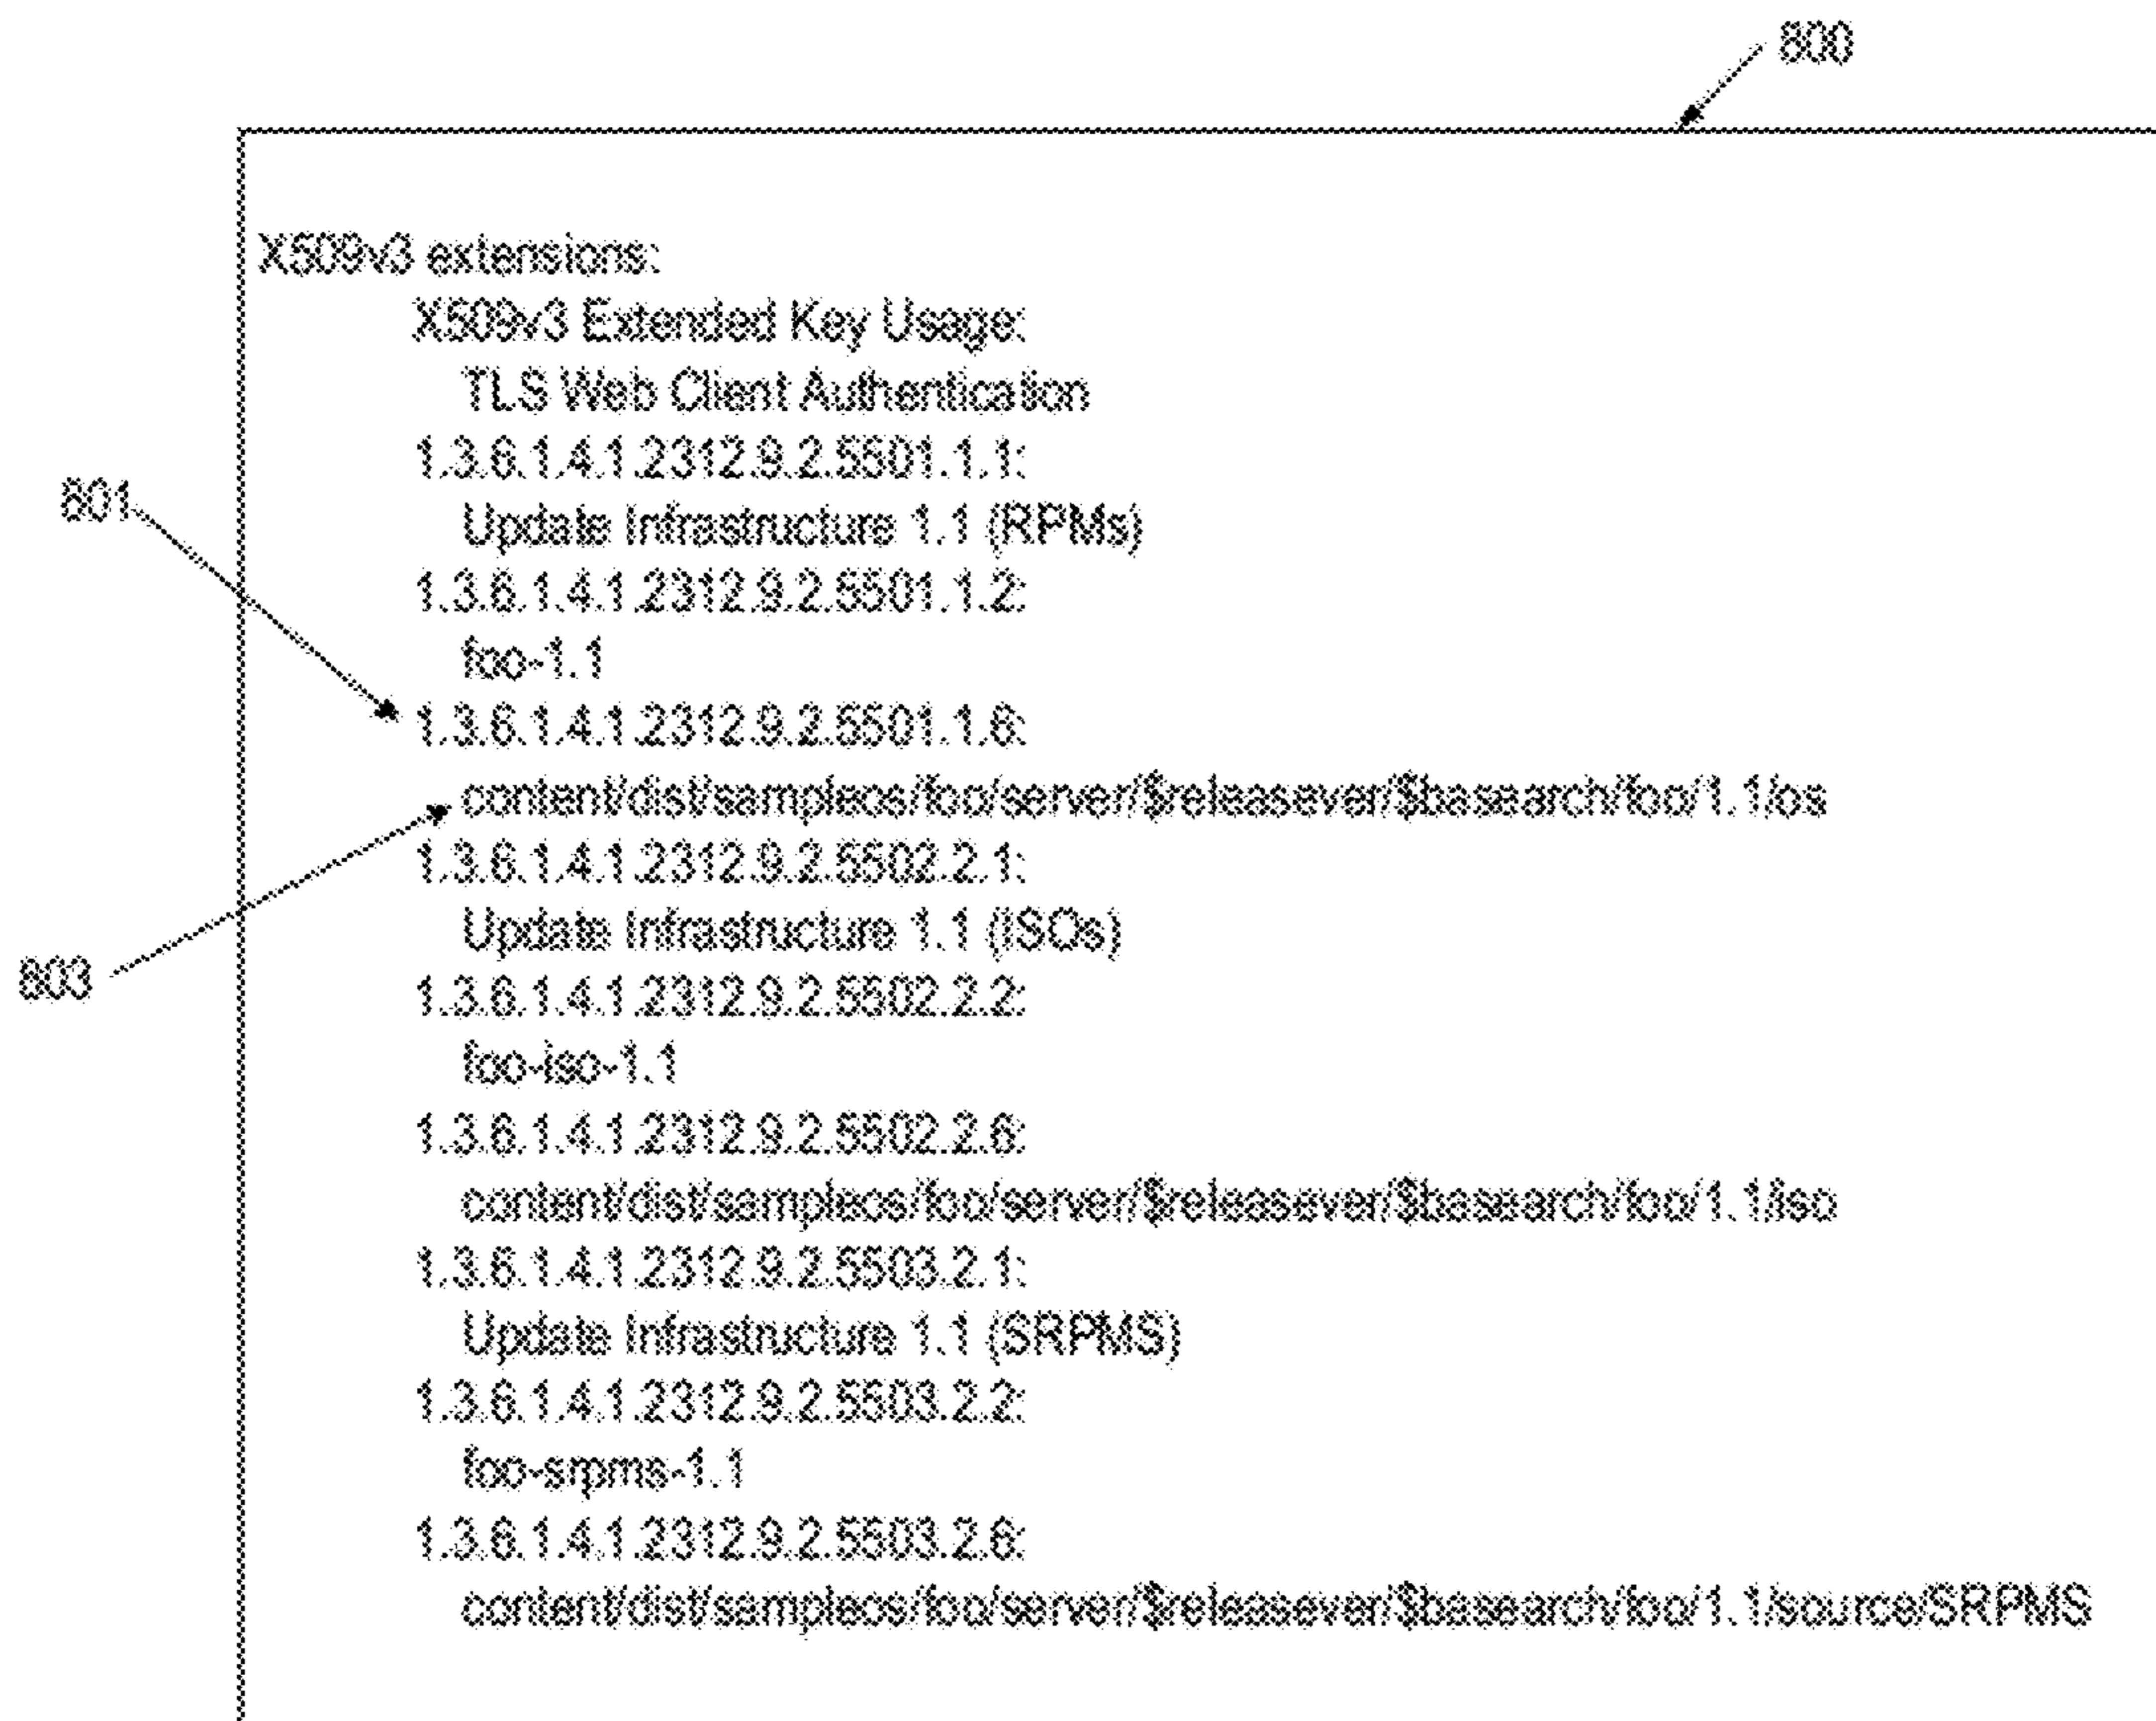 800
X509v3 extensions:
X509v3 Extended Key Usage:
TLS Web Client Authentication
1.3.6.1.4.1.2312.9.2.5501.1.1:
801
Update Infrastructure 1.1 (RPMs)
1.3.6.1.4.1.2312.9.2.5501.1.2:
foo-1.1
1.3.6.1.4.1.2312.9.2.5501.1.6:
content/dist/sampleos/foo/server/$releasever/$basearch/foo/1.1/os
1.3.6.1.4.1.2312.9.2.5502.2.1:
Update Infrastructure 1.1 (ISOs)
803
1.3.6.1.4.1.2312.9.2.5502.2.2:
foo-iso-1.1
1.3.6.1.4.1.2312.9.2.5502.2.6:
content/dist/sampleos/foo/server/$releasever/$basearch/foo/1.1/iso
1.3.6.1.4.1.2312.9.2.5503.2.1:
Update Infrastructure 1.1 (SRPMS)
1.3.6.1.4.1.2312.9.2.5503.2.2:
foo-srpms-1.1
1.3.6.1.4.1.2312.9.2.5503.2.6:
content/dist/sampleos/foo/server/$releasever/$basearch/foo/1.1/source/SRPMS